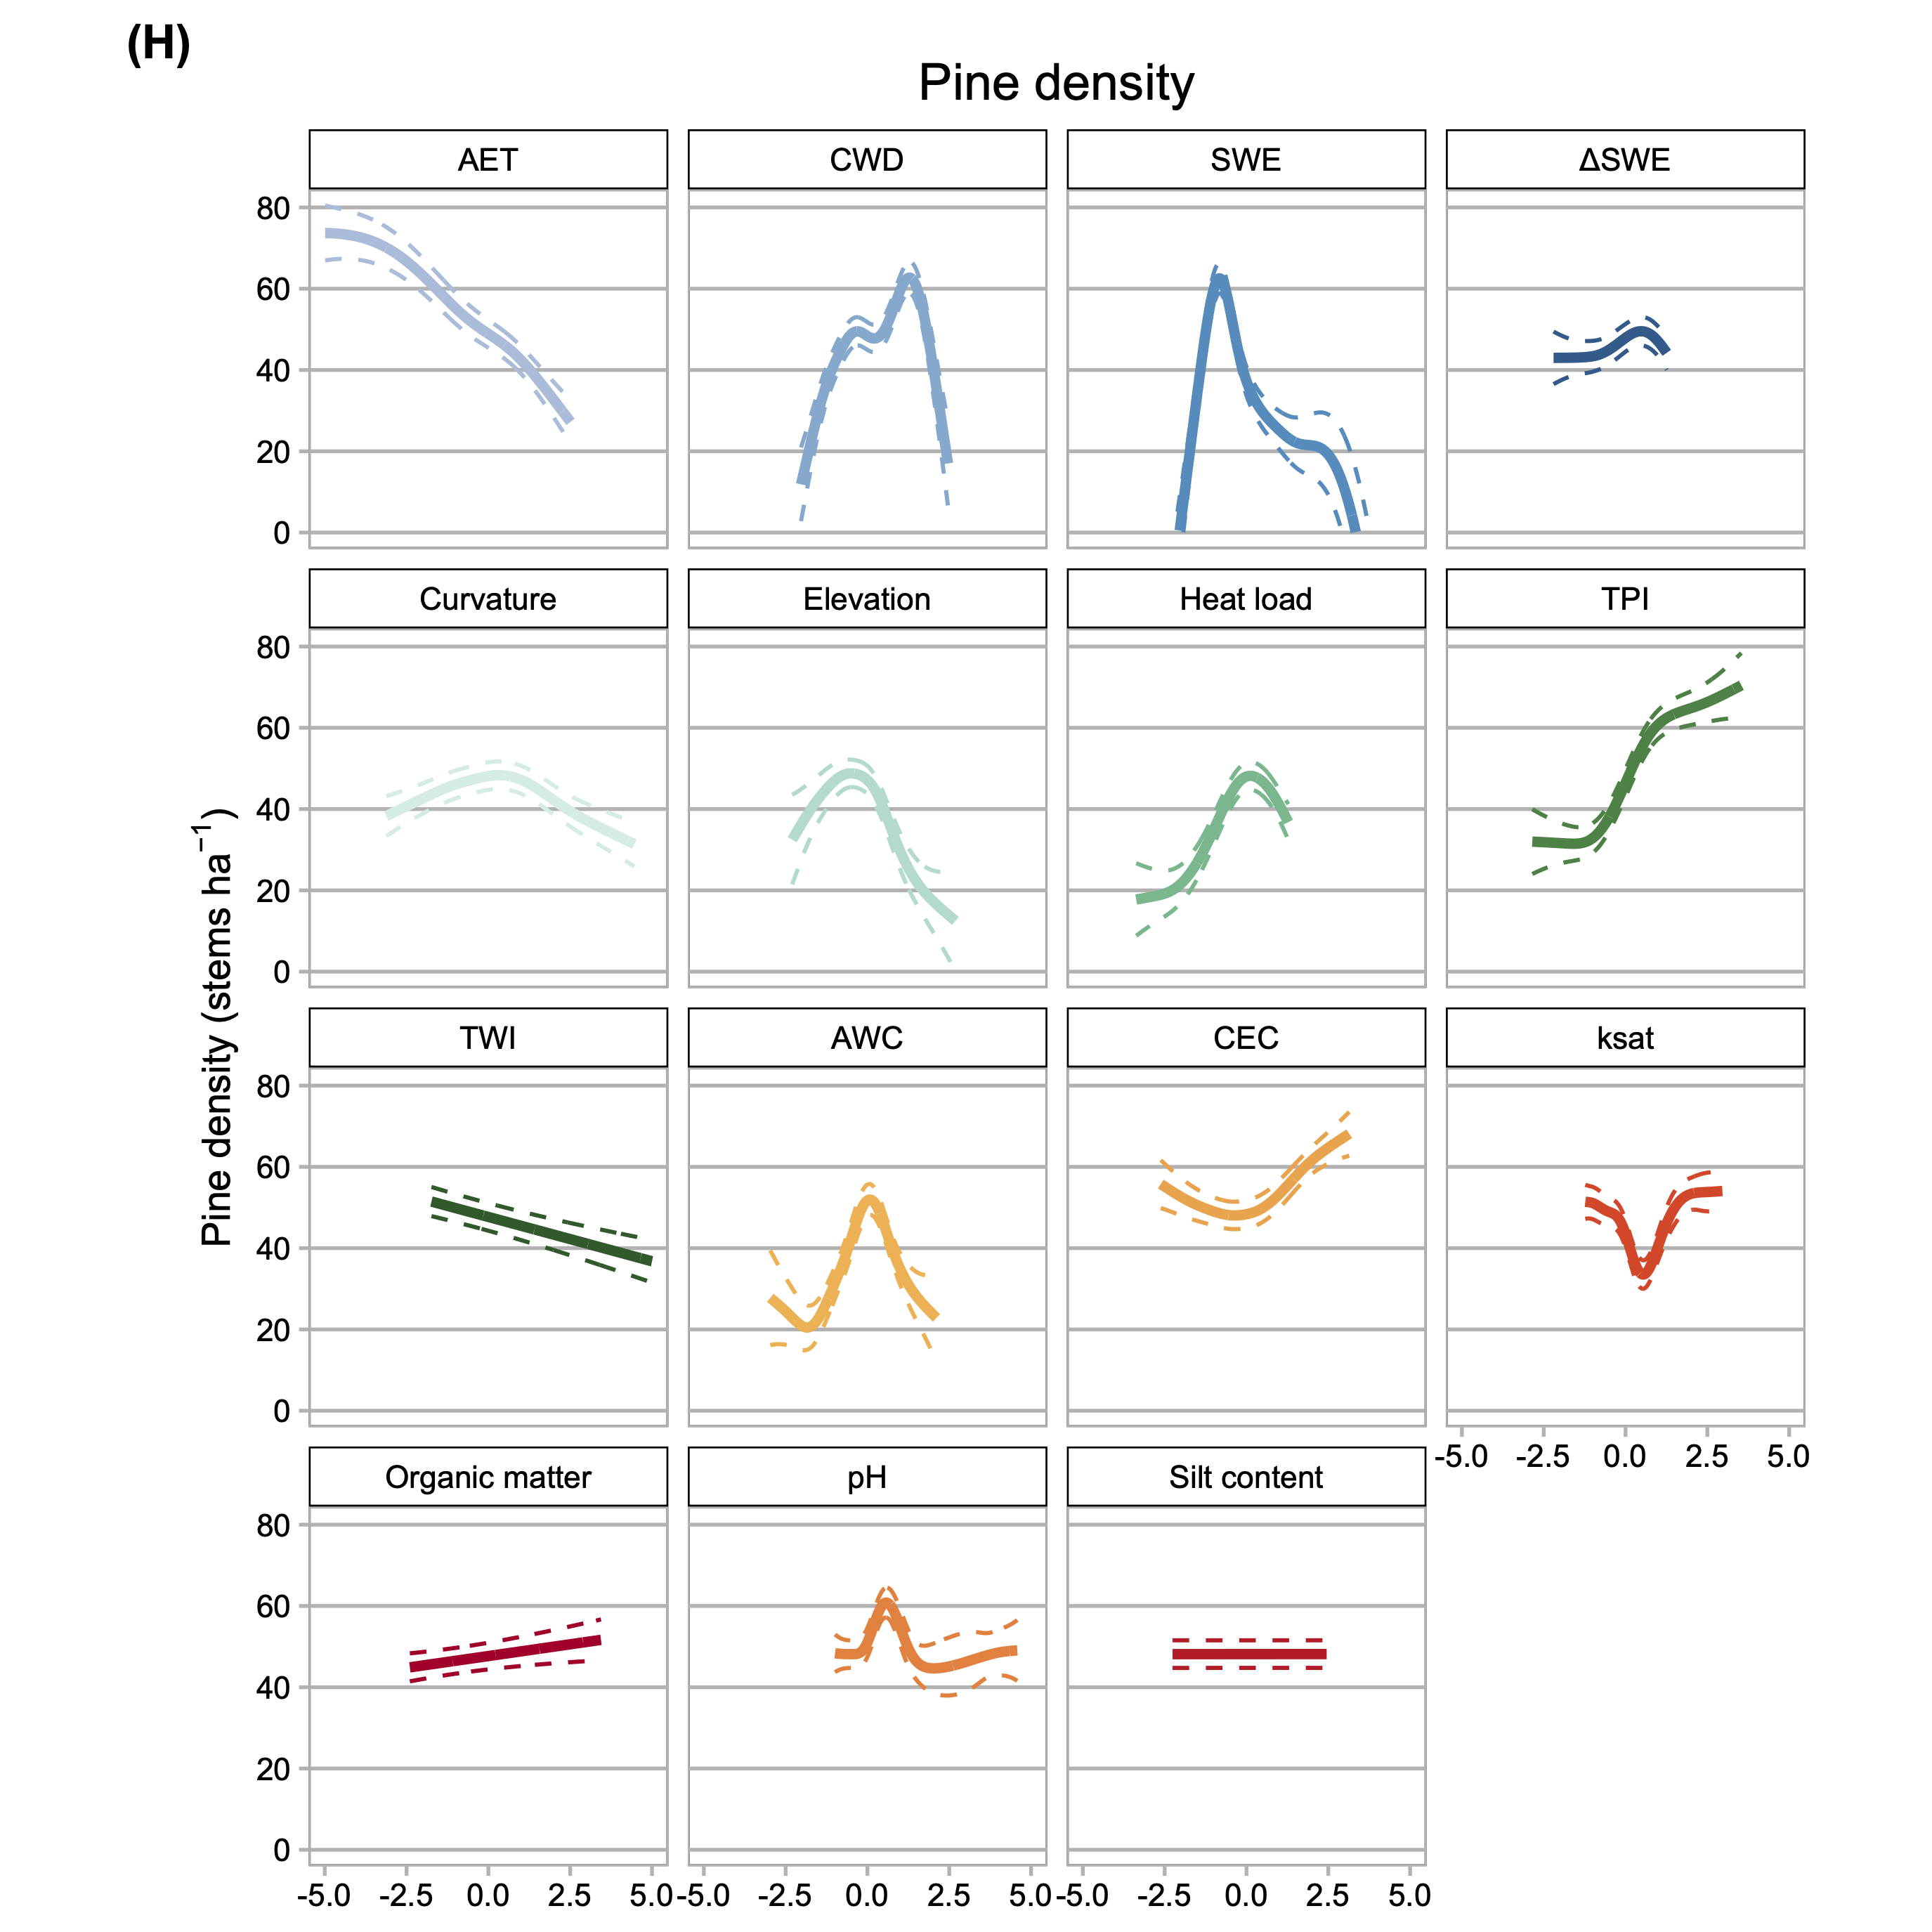 (H)
Pine density
AET CWD SWE ΔSWE
80
60
40
20
0
Curvature Elevation Heat load TPI
80
60
40
20
0
Pine density (stems ha⁻¹)
TWI AWC CEC ksat
80
60
40
20
0
-5.0 -2.5 0.0 2.5 5.0
Organic matter pH Silt content
80
60
40
20
0
-5.0 -2.5 0.0 2.5 5.0 -5.0 -2.5 0.0 2.5 5.0 -5.0 -2.5 0.0 2.5 5.0